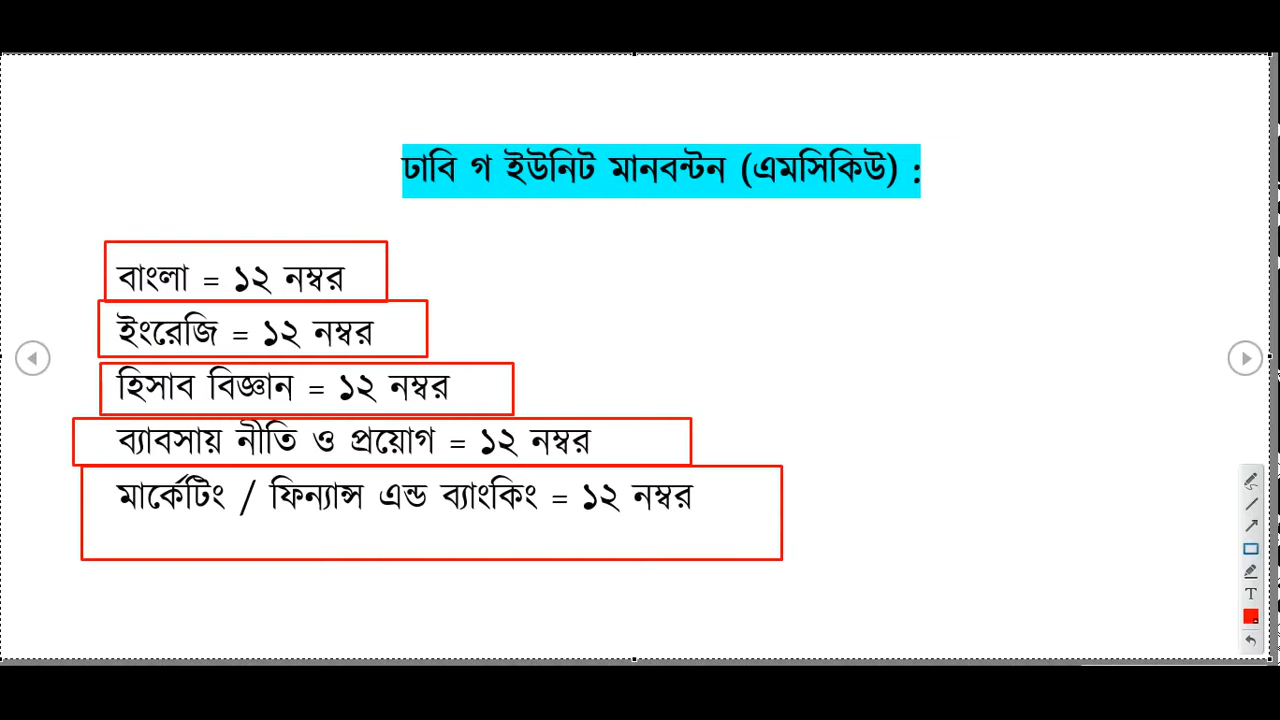 ঢাবি গ ইউনিট মানবন্টন (এমসিকিউ) :
বাংলা = ১২ নম্বর
ইংরেজি = ১২ নম্বর
হিসাব বিজ্ঞান = ১২ নম্বর
ব্যাবসায় নীতি ও প্রয়োগ = ১২ নম্বর
মার্কেটিং / ফিন্যান্স এন্ড ব্যাংকিং = ১২ নম্বর
T